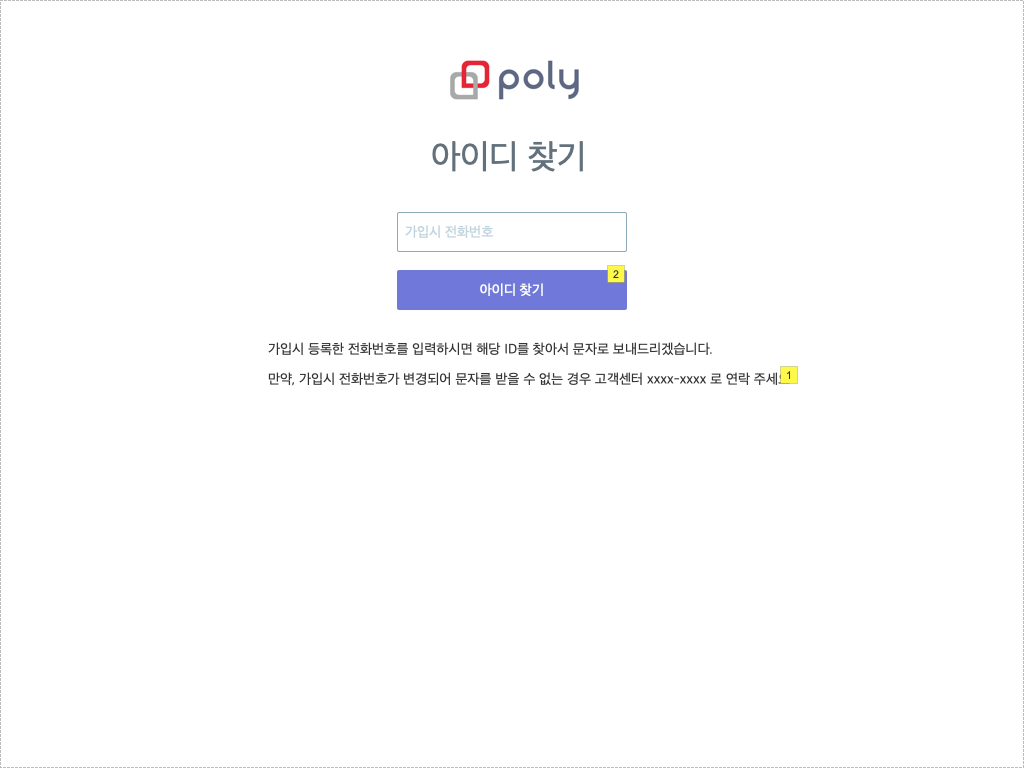 poly
아이디 찾기
가입시 전화번호
2
아이디 찾기
가입시 등록한 전화번호를 입력하시면 해당 ID를 찾아서 문자로 보내드리겠습니다.
만약, 가입시 전화번호가 변경되어 문자를 받을 수 없는 경우 고객센터 xxxx-xxxx 로 연락
1